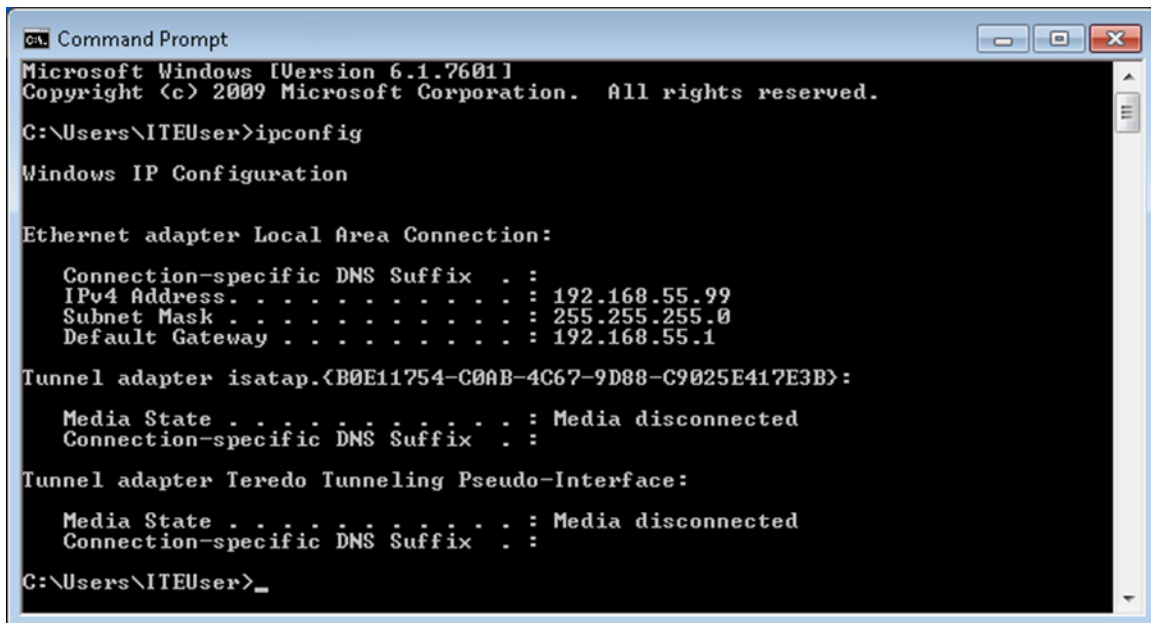 Command Prompt
Microsoft Windows [Version 6.1.7601]
Copyright (c) 2009 Microsoft Corporation.  All rights reserved.
C:\Users\ITEUser>ipconfig
Windows IP Configuration
Ethernet adapter Local Area Connection:
   Connection-specific DNS Suffix  . :
   IPv4 Address. . . . . . . . . . . : 192.168.55.99
   Subnet Mask . . . . . . . . . . . : 255.255.255.0
   Default Gateway . . . . . . . . . : 192.168.55.1
Tunnel adapter isatap.{B0E11754-C0AB-4C67-9D88-C9025E417E3B}:
   Media State . . . . . . . . . . . : Media disconnected
   Connection-specific DNS Suffix  . :
Tunnel adapter Teredo Tunneling Pseudo-Interface:
   Media State . . . . . . . . . . . : Media disconnected
   Connection-specific DNS Suffix  . :
C:\Users\ITEUser>_